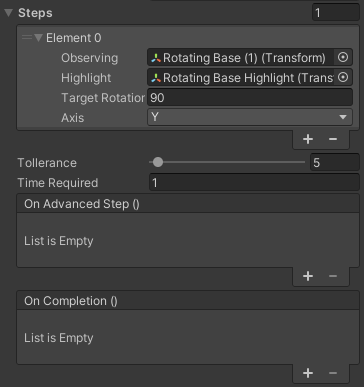 Steps 1
Element 0
Observing Rotating Base (1) (Transform)
Highlight Rotating Base Highlight (Trans
Target Rotation 90
Axis Y
Tollerance 5
Time Required 1
On Advanced Step ()
List is Empty
On Completion ()
List is Empty